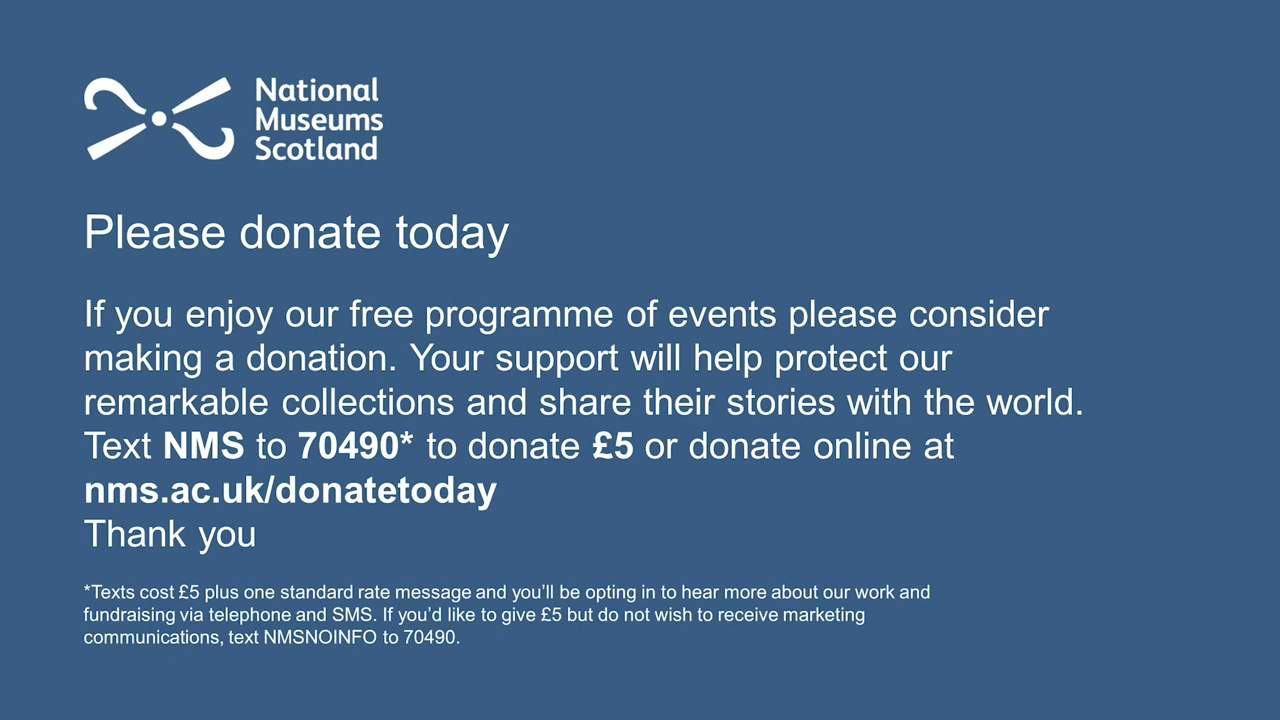 National
Museums
Scotland
Please donate today
If you enjoy our free programme of events please consider
making a donation. Your support will help protect our
remarkable collections and share their stories with the world.
Text NMS to 70490* to donate £5 or donate online at
nms.ac.uk/donatetoday
Thank you
*Texts cost £5 plus one standard rate message and you’ll be opting in to hear more about our work and
fundraising via telephone and SMS. If you’d like to give £5 but do not wish to receive marketing
communications, text NMSNOINFO to 70490.